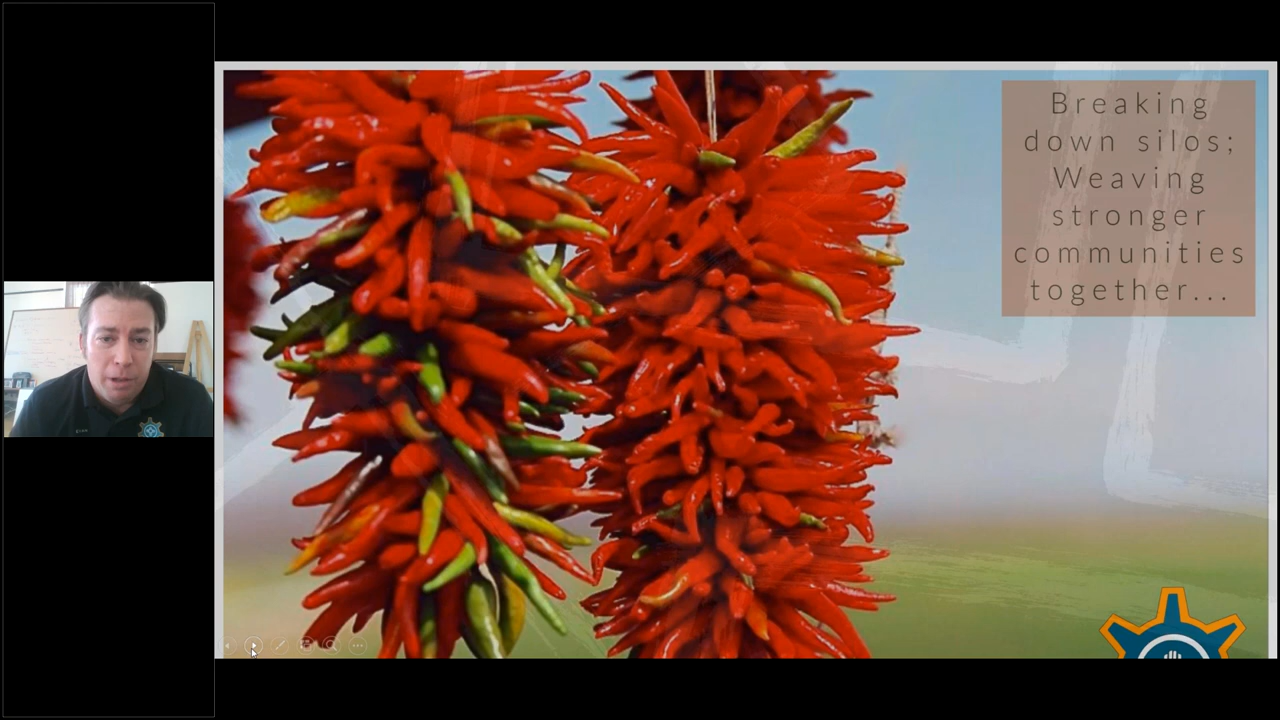 Breaking
down silos;
Weaving
stronger
communities
together...